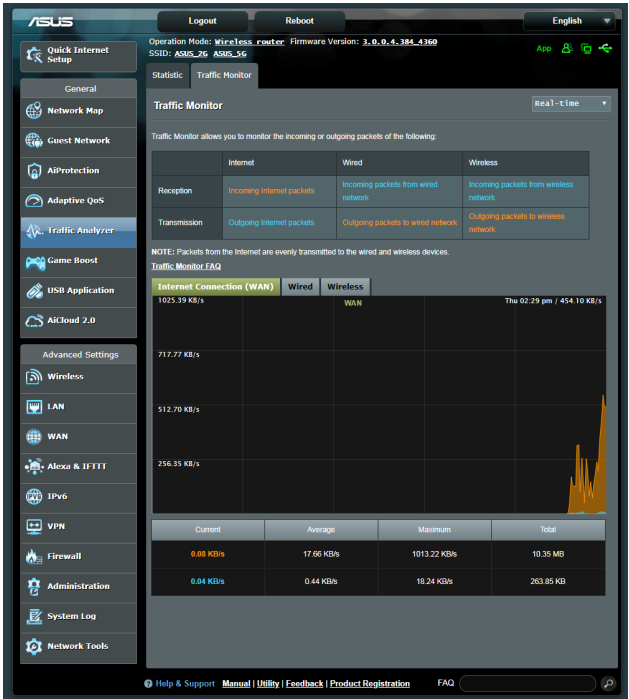 ASUS
Logout
Reboot
English
Quick Internet
Setup
Operation Mode: Wireless router Firmware Version: 3.0.0.4.384_4360
SSID: ASUS_2G ASUS_5G
App
General
Network Map
Guest Network
AiProtection
Adaptive QoS
Traffic Analyzer
Game Boost
USB Application
AiCloud 2.0
Advanced Settings
Wireless
LAN
WAN
Alexa & IFTTT
IPv6
VPN
Firewall
Administration
System Log
Network Tools
Statistic Traffic Monitor
Traffic Monitor
Real-time
Traffic Monitor allows you to monitor the incoming or outgoing packets of the following:
Internet Wired Wireless
Reception
Incoming Internet packets
Incoming packets from wired
network
Incoming packets from wireless
network
Transmission
Outgoing Internet packets
Outgoing packets to wired network
Outgoing packets to wireless
network
NOTE: Packets from the Internet are evenly transmitted to the wired and wireless devices.
Traffic Monitor FAQ
Internet Connection (WAN) Wired Wireless
1025.39 KB/s WAN Thu 02:29 pm / 454.10 KB/s
717.77 KB/s
512.70 KB/s
256.35 KB/s
Current Average Maximum Total
0.08 KB/s 17.66 KB/s 1013.22 KB/s 10.35 MB
0.04 KB/s 0.44 KB/s 18.24 KB/s 263.85 KB
Help & Support Manual | Utility | Feedback | Product Registration FAQ